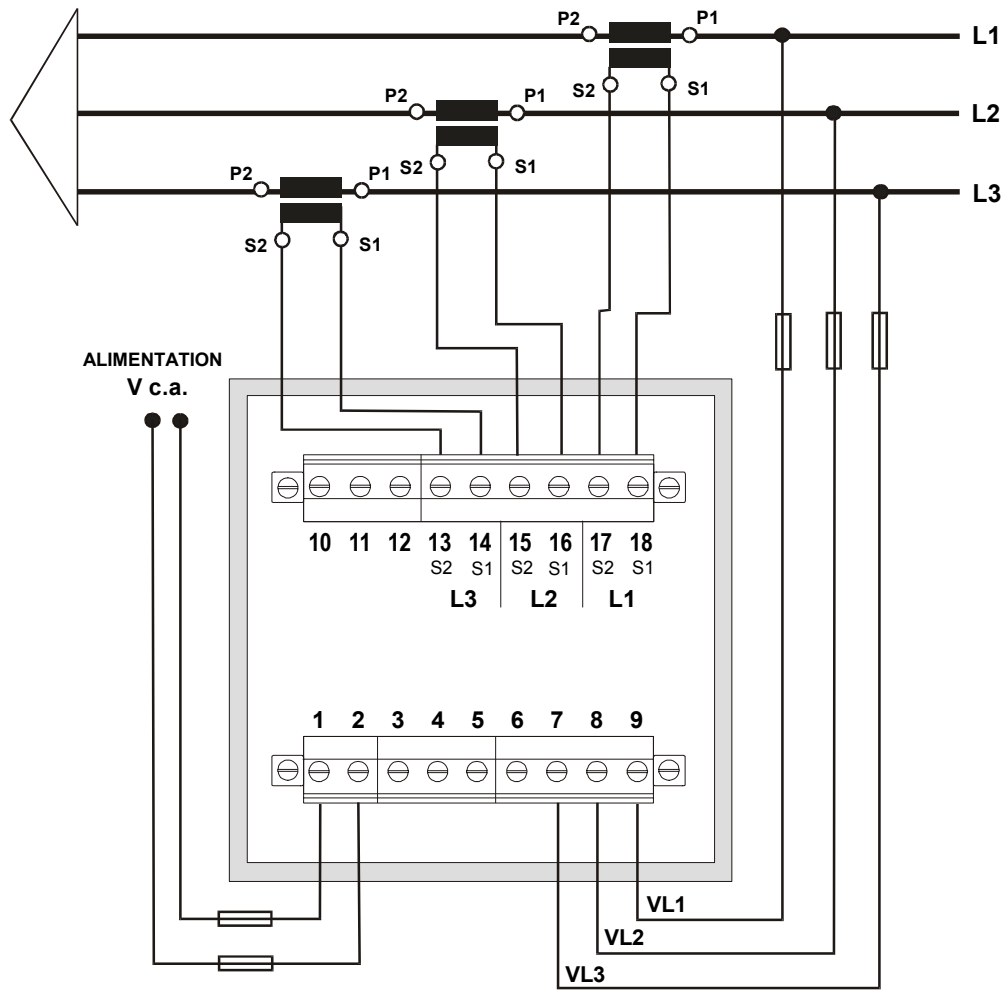 P2 P1 L1
S2 S1
P2 P1 L2
S2 S1
P2 P1 L3
S2 S1
ALIMENTATION
V c.a.
10 11 12 13 14 15 16 17 18
S2 S1 S2 S1 S2 S1
L3 L2 L1
1 2 3 4 5 6 7 8 9
VL1
VL2
VL3